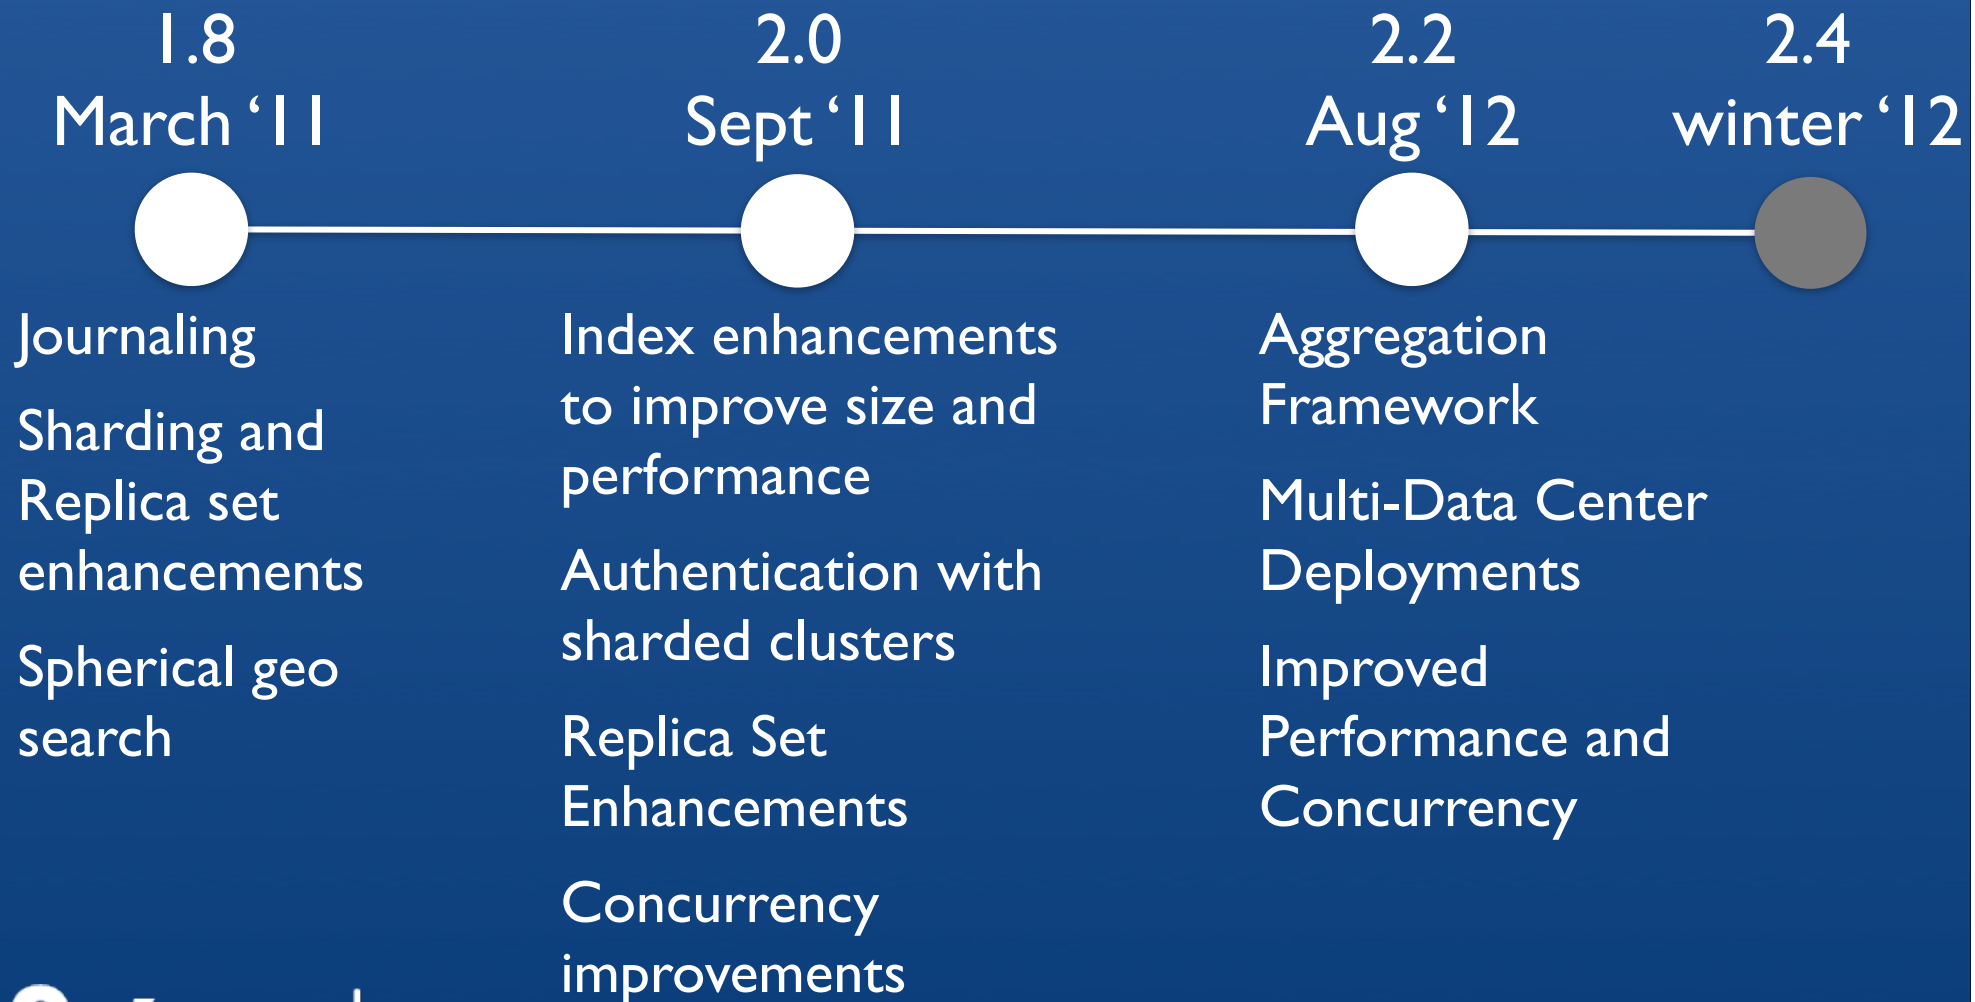 1.8
March ‘11
2.0
Sept ‘11
2.2
Aug ‘12
2.4
winter ‘12
Journaling
Sharding and
Replica set
enhancements
Spherical geo
search
Index enhancements
to improve size and
performance
Authentication with
sharded clusters
Replica Set
Enhancements
Concurrency
improvements
Aggregation
Framework
Multi-Data Center
Deployments
Improved
Performance and
Concurrency